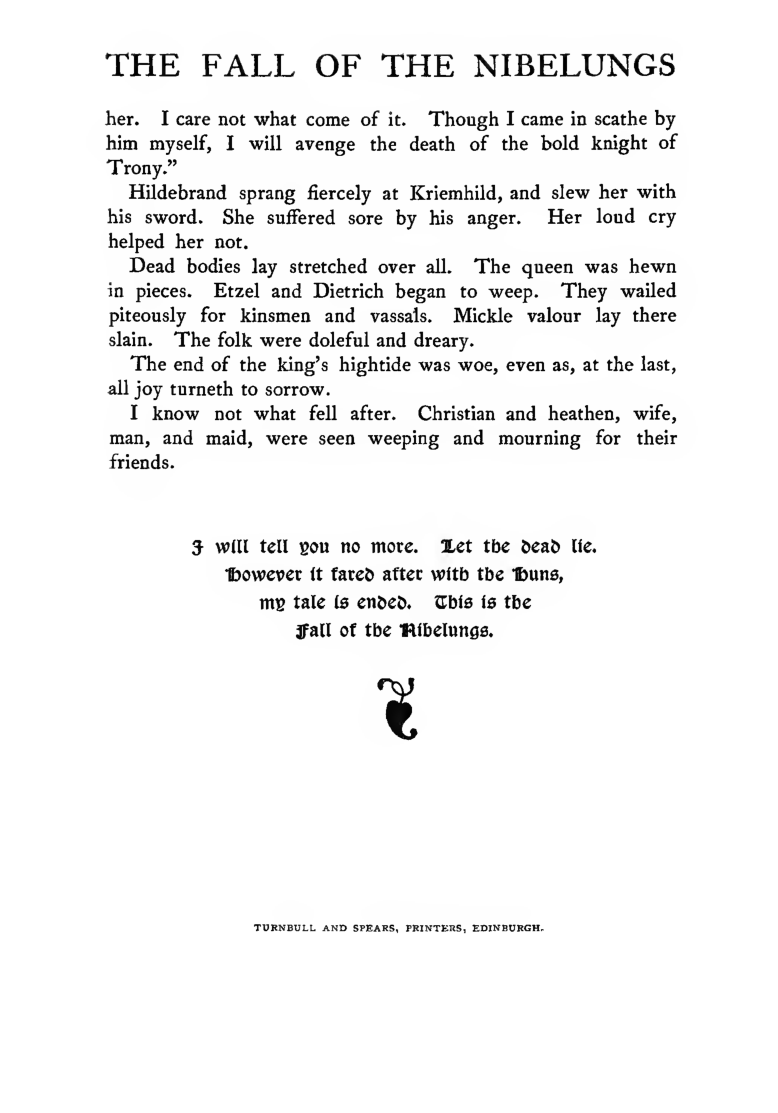 THE FALL OF THE NIBELUNGS
her. I care not what come of it. Though I came in scathe by
him myself, I will avenge the death of the bold knight of
Trony.”
Hildebrand sprang fiercely at Kriemhild, and slew her with
his sword. She suffered sore by his anger. Her loud cry
helped her not.
Dead bodies lay stretched over all. The queen was hewn
in pieces. Etzel and Dietrich began to weep. They wailed
piteously for kinsmen and vassals. Mickle valour lay there
slain. The folk were doleful and dreary.
The end of the king’s hightide was woe, even as, at the last,
all joy turneth to sorrow.
I know not what fell after. Christian and heathen, wife,
man, and maid, were seen weeping and mourning for their
friends.
I will tell you no more. Let the dead lie.
However it fared after with the Huns,
my tale is ended. This is the
Fall of the Nibelungs.
TURNBULL AND SPEARS, PRINTERS, EDINBURGH.